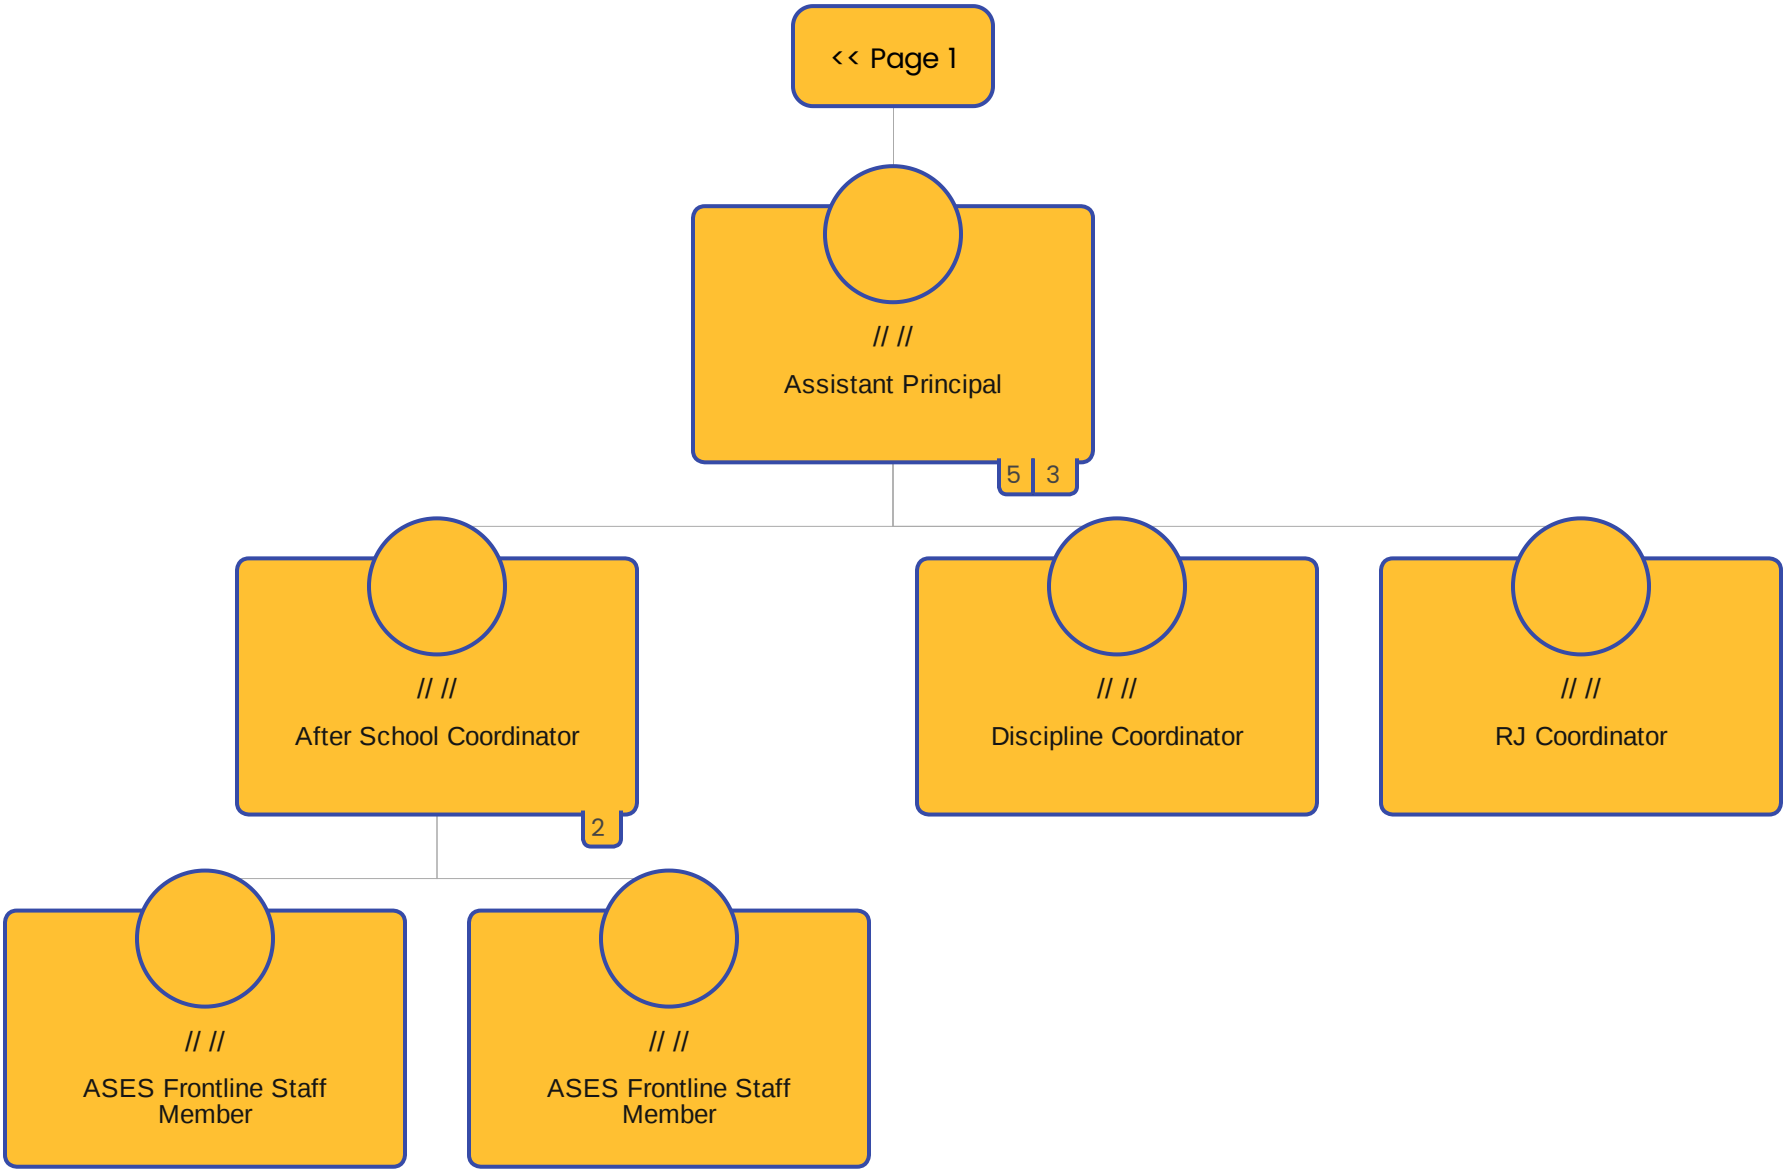 << Page 1
// //
Assistant Principal
5 3
// //
After School Coordinator
2
// //
Discipline Coordinator
// //
RJ Coordinator
// //
ASES Frontline Staff
Member
// //
ASES Frontline Staff
Member